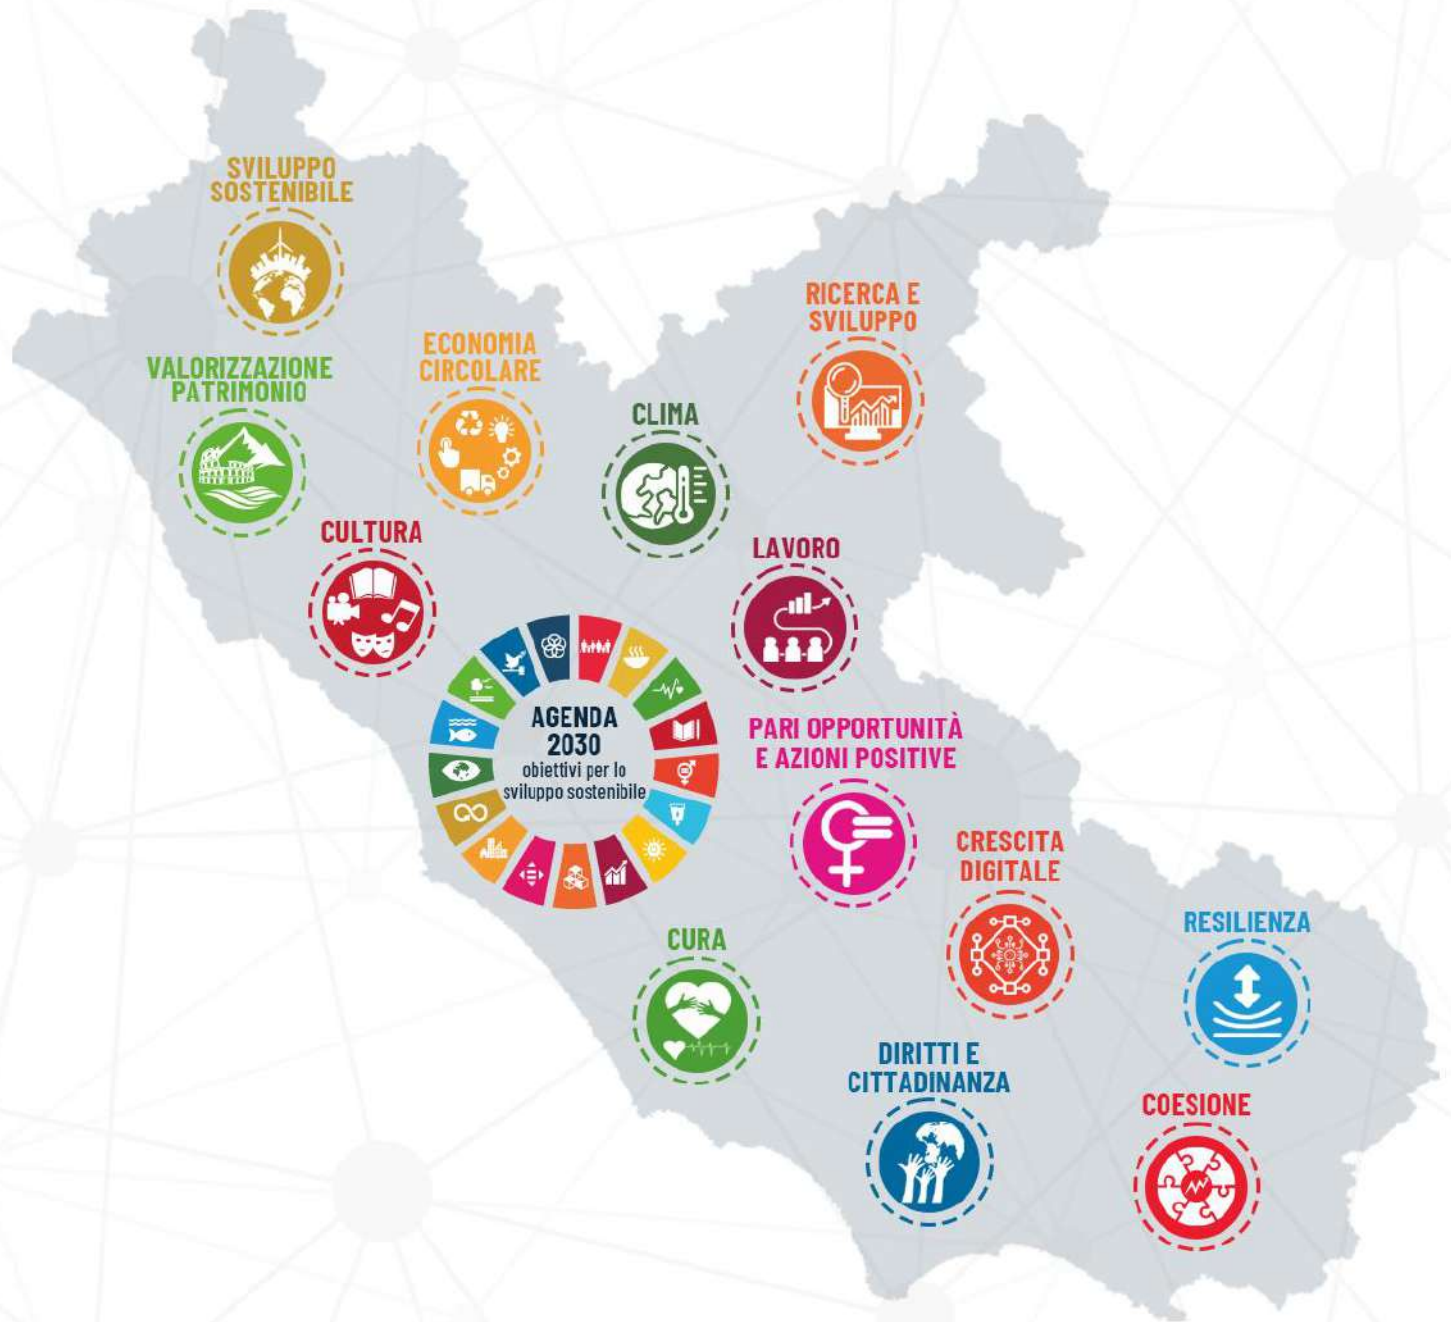 SVILUPPO
SOSTENIBILE
RICERCA E
SVILUPPO
ECONOMIA
CIRCOLARE
VALORIZZAZIONE
PATRIMONIO
CLIMA
CULTURA
LAVORO
AGENDA
2030
obiettivi per lo
sviluppo sostenibile
PARI OPPORTUNITÀ
E AZIONI POSITIVE
CRESCITA
DIGITALE
RESILIENZA
CURA
DIRITTI E
CITTADINANZA
COESIONE